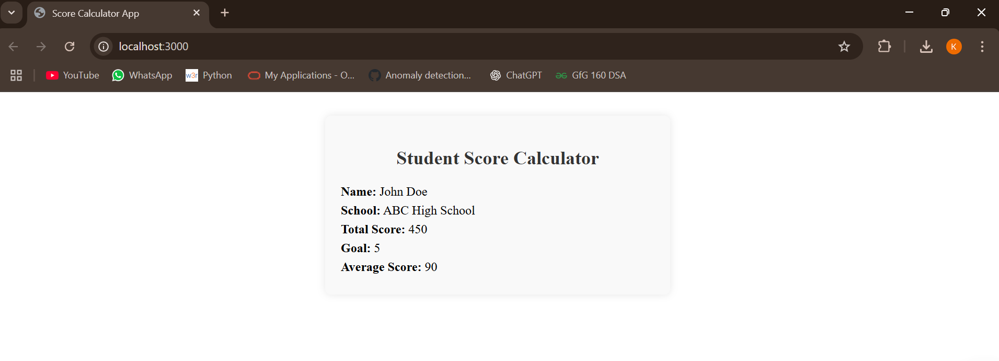 Score Calculator App
localhost:3000
K
YouTube WhatsApp w3r Python My Applications - O... Anomaly detection... ChatGPT GfG 160 DSA
Student Score Calculator
Name: John Doe
School: ABC High School
Total Score: 450
Goal: 5
Average Score: 90